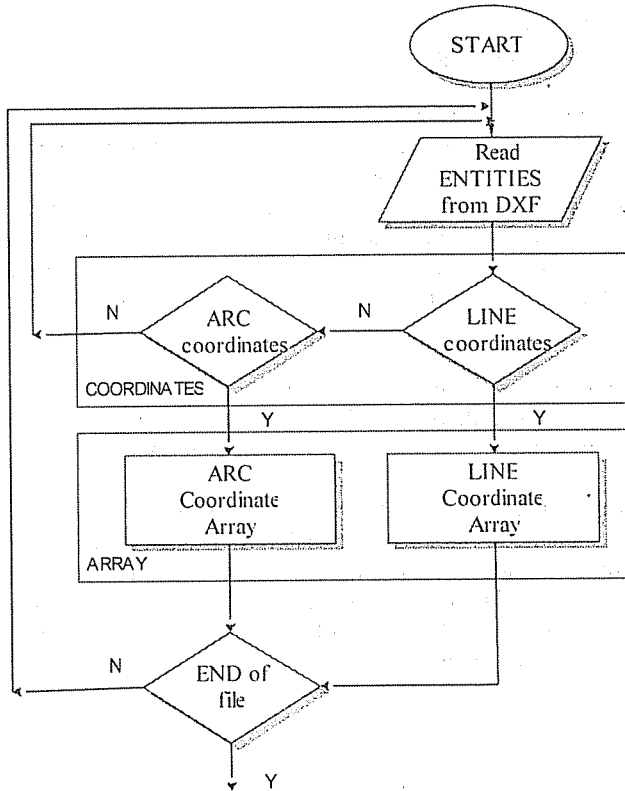 START
Read
ENTITIES
from DXF
N
N
ARC
coordinates
LINE
coordinates
COORDINATES
Y
Y
ARC
Coordinate
Array
LINE
Coordinate
Array
ARRAY
N
END of
file
Y